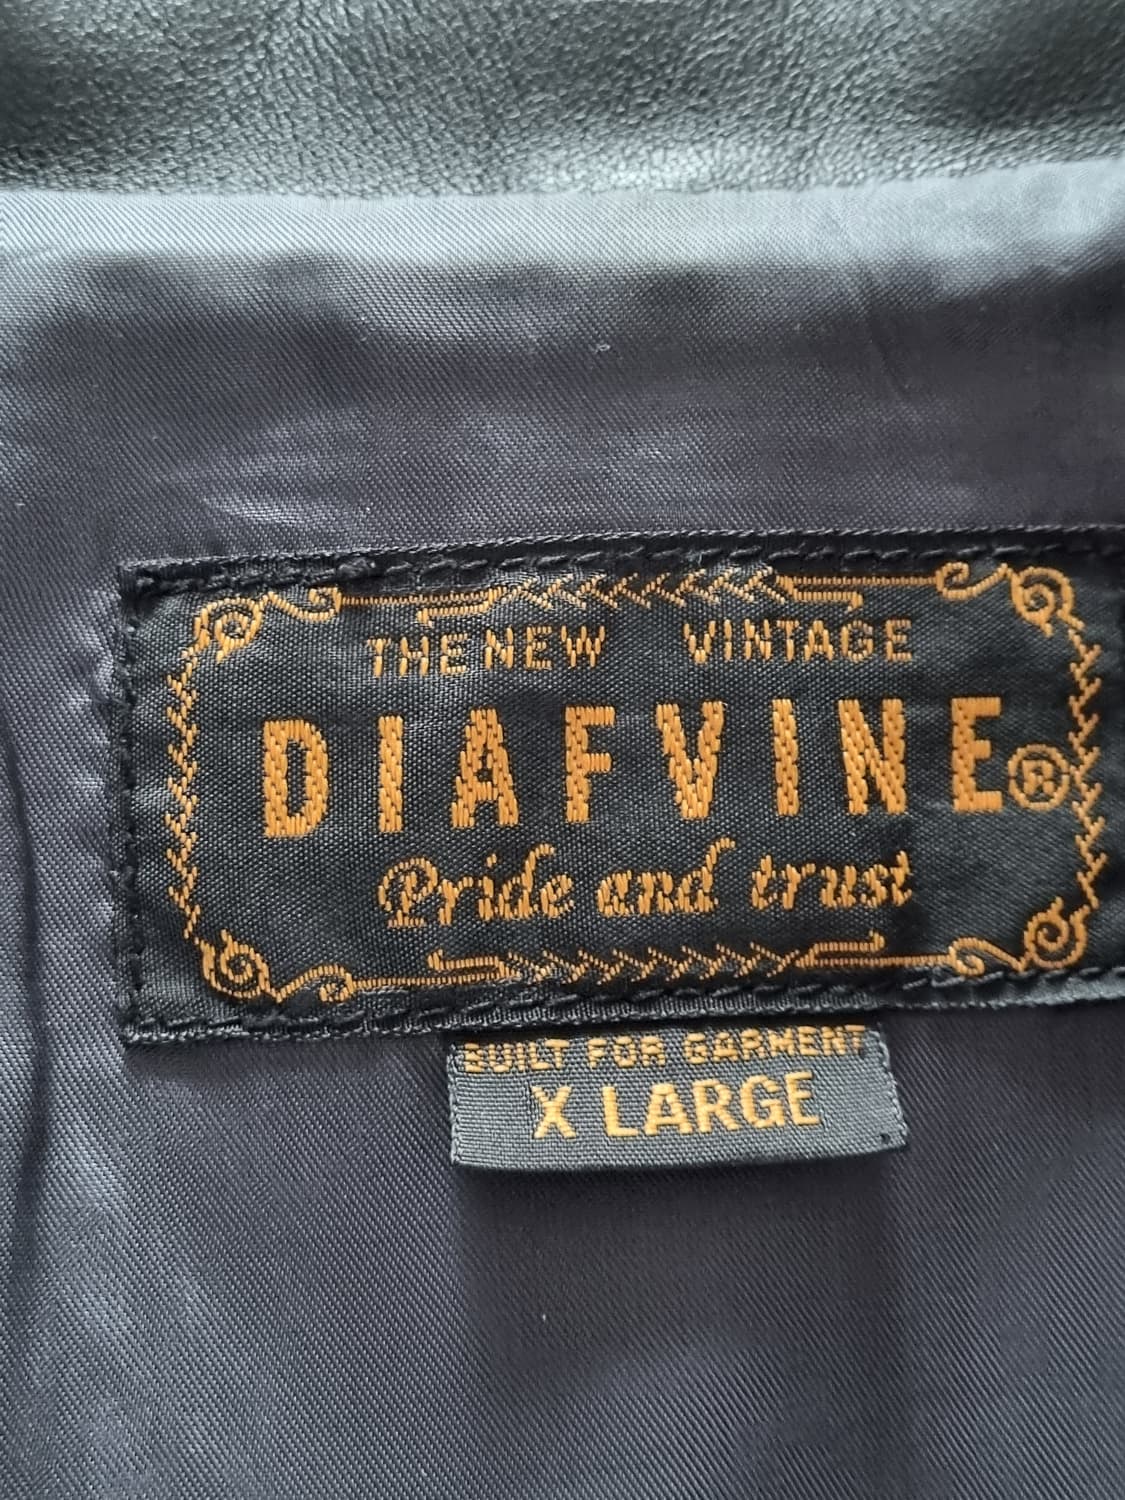 THE NEW VINTAGE
DIAFVINE®
Pride and trust
BUILT FOR GARMENT
X LARGE